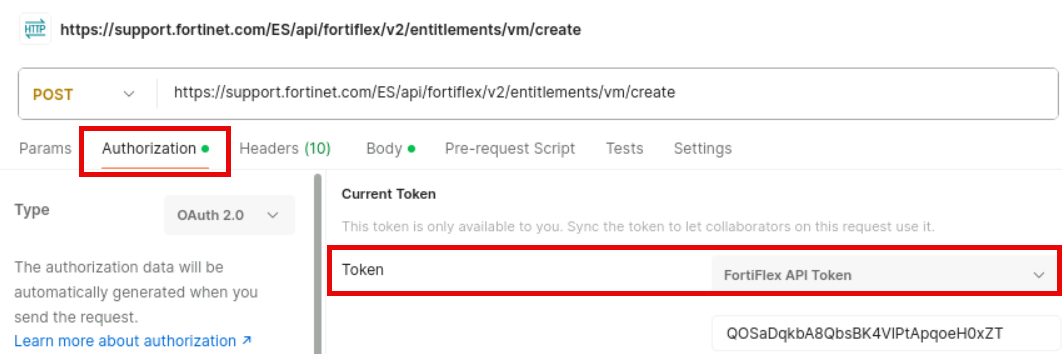 HTTP https://support.fortinet.com/ES/api/fortiflex/v2/entitlements/vm/create
POST https://support.fortinet.com/ES/api/fortiflex/v2/entitlements/vm/create
Params Authorization Headers (10) Body Pre-request Script Tests Settings
Current Token
Type OAuth 2.0
This token is only available to you. Sync the token to let collaborators on this request use it.
Token FortiFlex API Token
The authorization data will be
automatically generated when you
send the request.
Learn more about authorization ↗
QOSaDqkbA8QbsBK4VIPtApqoeH0xZT